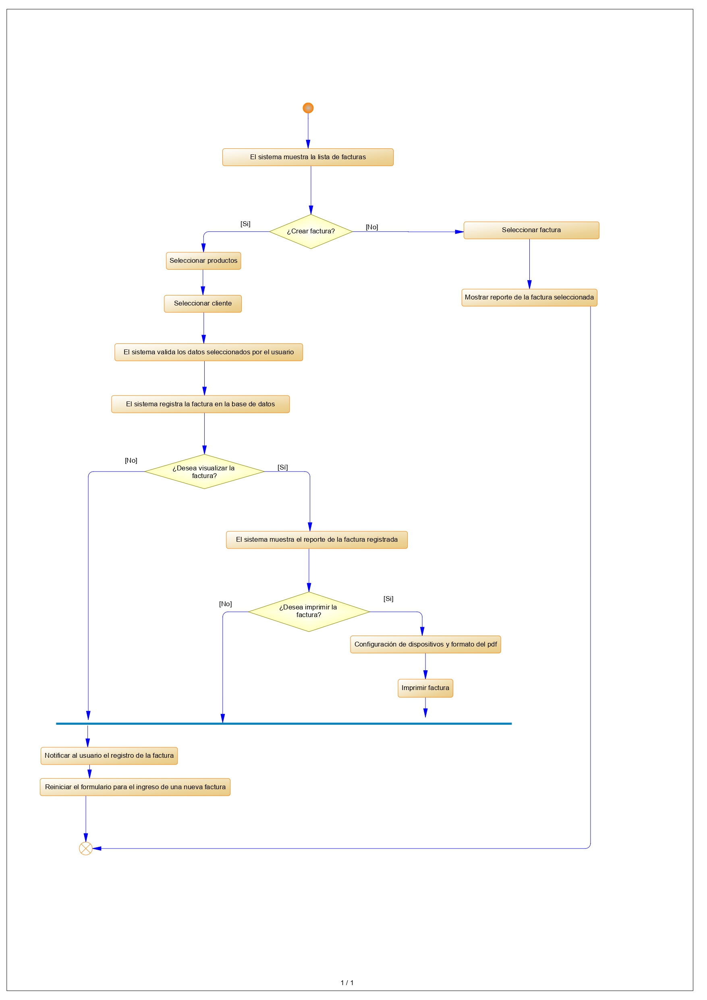 El sistema muestra la lista de facturas
[Si]
¿Crear factura?
[No]
Seleccionar factura
Seleccionar productos
Seleccionar cliente
Mostrar reporte de la factura seleccionada
El sistema valida los datos seleccionados por el usuario
El sistema registra la factura en la base de datos
[No]
¿Desea visualizar la
factura?
[Sí]
El sistema muestra el reporte de la factura registrada
[No]
¿Desea imprimir la
factura?
[Si]
Configuración de dispositivos y formato del pdf
Imprimir factura
Notificar al usuario el registro de la factura
Reiniciar el formulario para el ingreso de una nueva factura
1 / 1